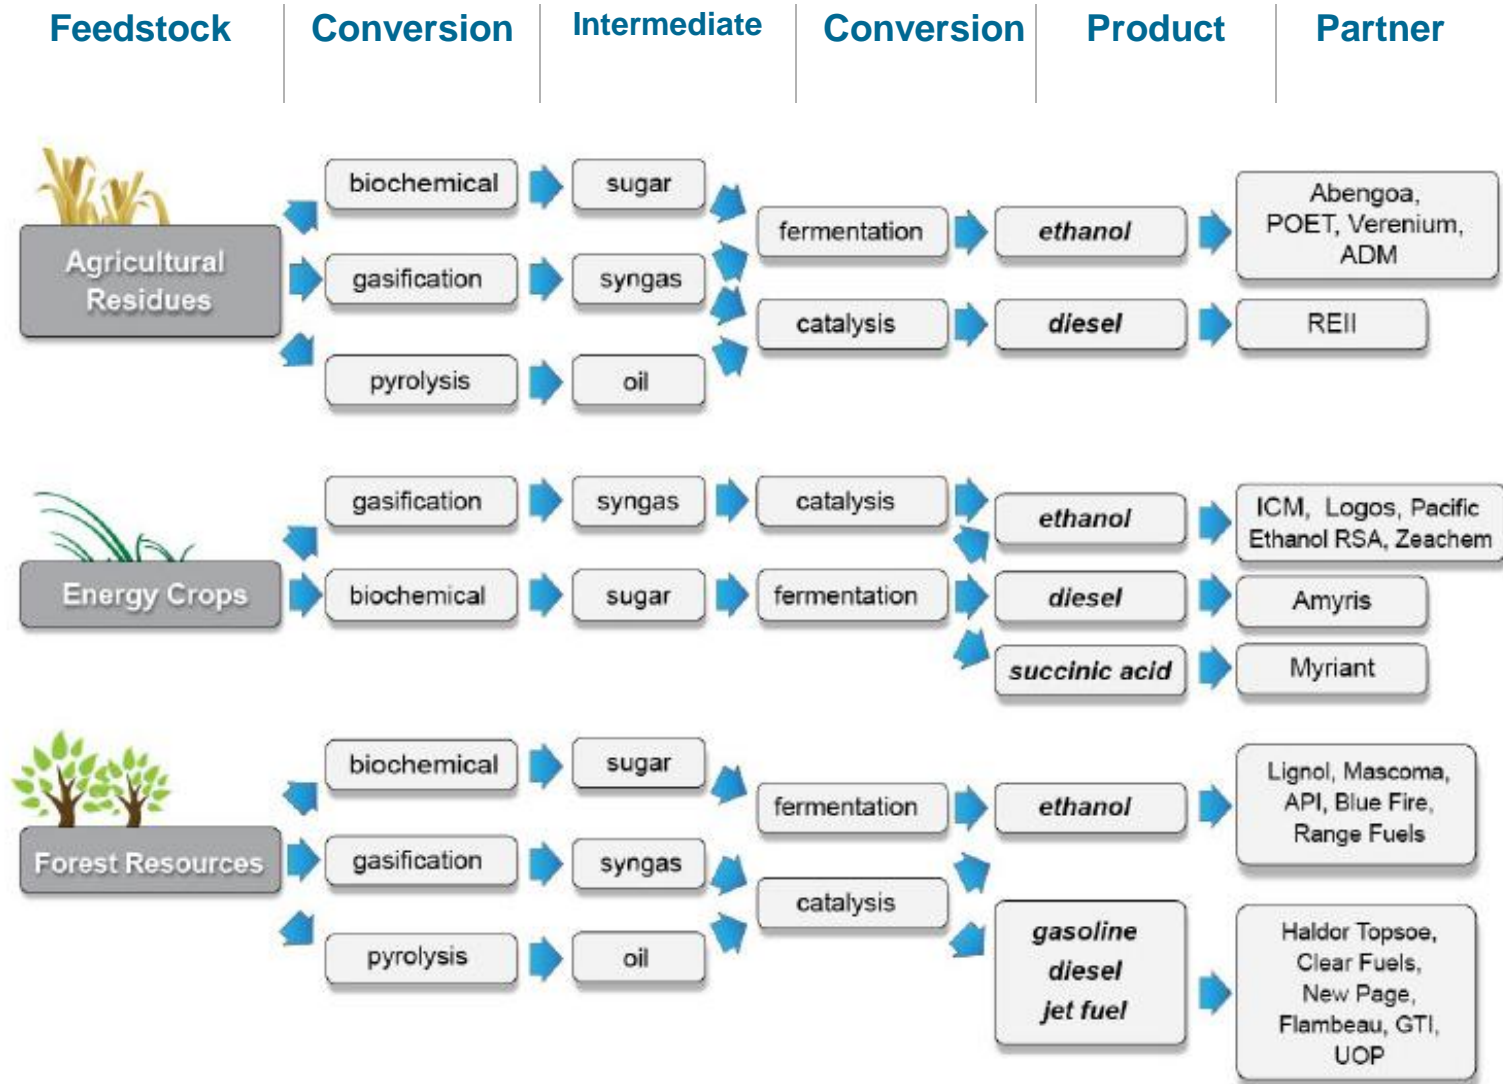 Feedstock
Conversion
Intermediate
Conversion
Product
Partner
Agricultural
Residues
biochemical
sugar
gasification
syngas
pyrolysis
oil
fermentation
ethanol
Abengoa,
POET, Verenium,
ADM
catalysis
diesel
REII
Energy Crops
gasification
syngas
catalysis
ethanol
ICM, Logos, Pacific
Ethanol RSA, Zeachem
biochemical
sugar
fermentation
diesel
Amyris
succinic acid
Myriant
Forest Resources
biochemical
sugar
gasification
syngas
pyrolysis
oil
fermentation
ethanol
Lignol, Mascoma,
API, Blue Fire,
Range Fuels
catalysis
gasoline
diesel
jet fuel
Haldor Topsoe,
Clear Fuels,
New Page,
Flambeau, GTI,
UOP